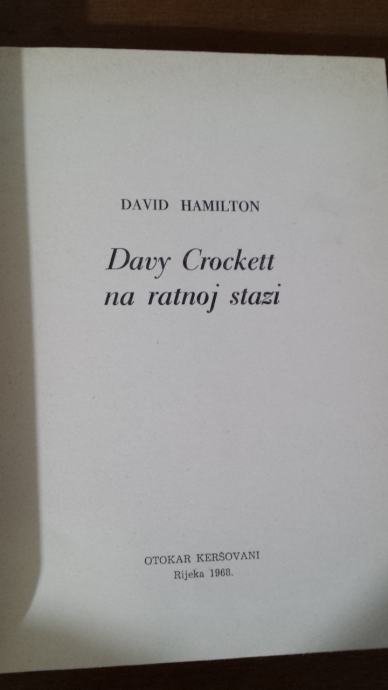 DAVID HAMILTON
Davy Crockett
na ratnoj stazi
OTOKAR KERŠOVANI
Rijeka 1968.